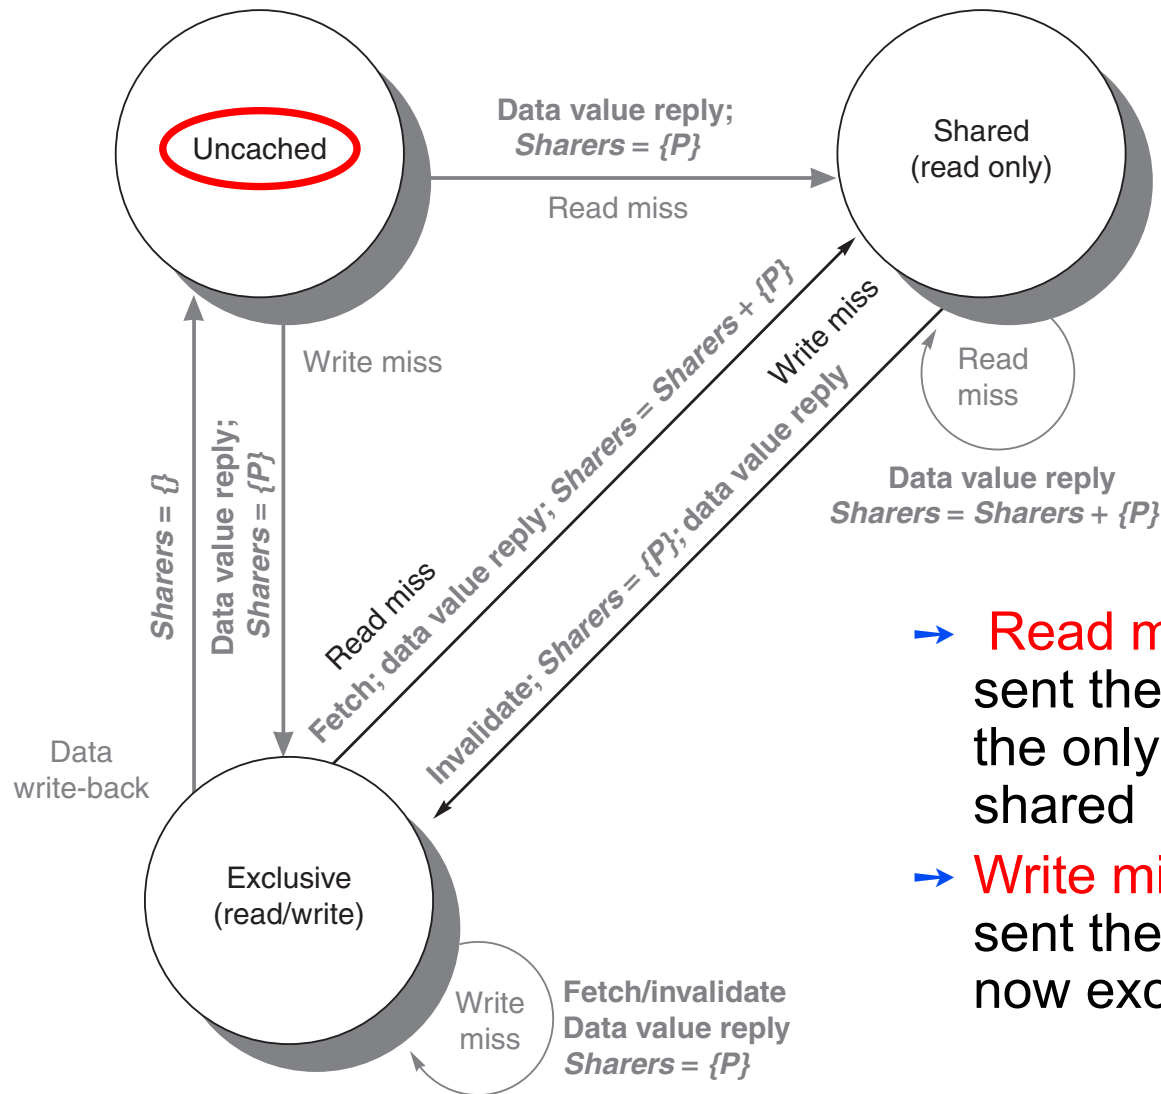 Uncached
Data value reply;
Sharers = {P}
Read miss
Shared
(read only)
Write miss
Sharers = {}
Data value reply;
Sharers = {P}
Read miss
Fetch; data value reply; Sharers = Sharers + {P}
Write miss
Invalidate; Sharers = {P}; data value reply
Read
miss
Data value reply
Sharers = Sharers + {P}
Data
write-back
Exclusive
(read/write)
Write
miss
Fetch/invalidate
Data value reply
Sharers = {P}
Read
sent the
the only
shared
Write
sent the
now